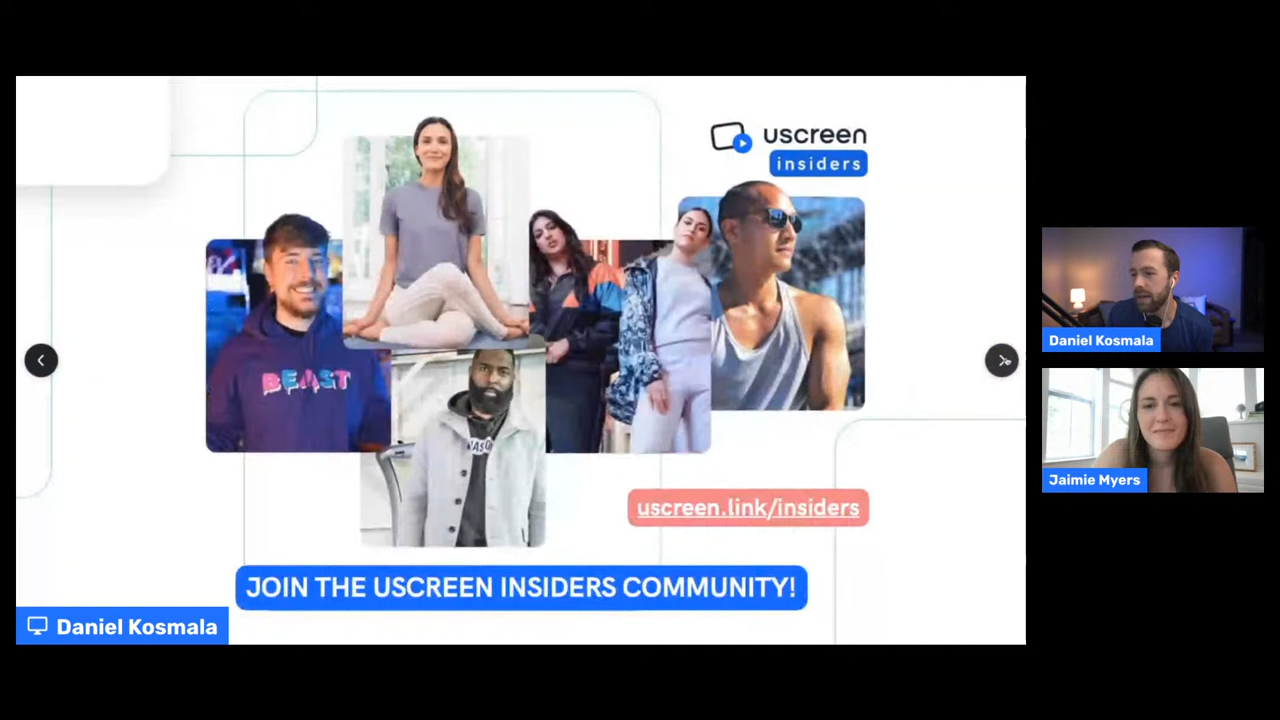 uscreen
insiders
BEAST
uscreen.link/insiders
JOIN THE USCREEN INSIDERS COMMUNITY!
Daniel Kosmala
Daniel Kosmala
Jaimie Myers